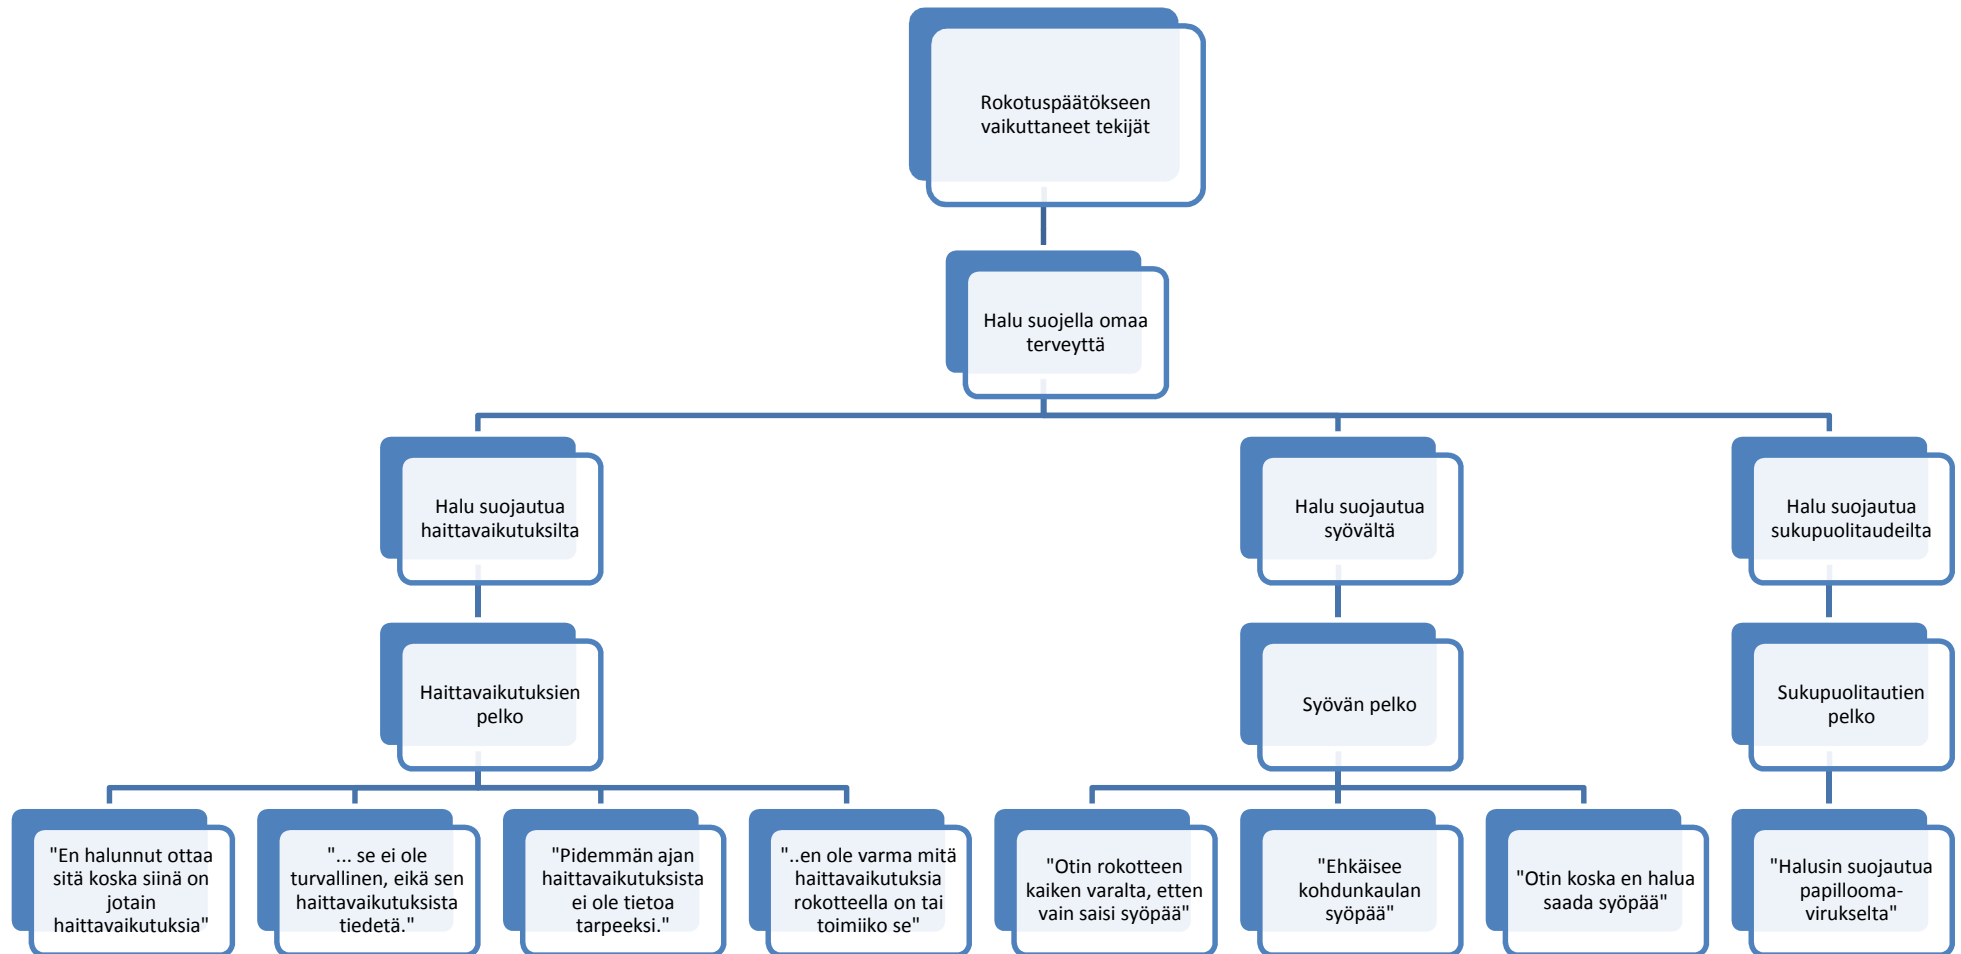 Rokotuspäätökseen
vaikuttaneet tekijät
Halu suojella omaa
terveyttä
Halu suojautua
haittavaikutuksilta
Halu suojautua
syövältä
Halu suojautua
sukupuolitaudeilta
Haittavaikutuksien
pelko
Syövän pelko
Sukupuolitautien
pelko
"En halunnut ottaa
sitä koska siinä on
jotain
haittavaikutuksia"
"... se ei ole
turvallinen, eikä sen
haittavaikutuksista
tiedetä."
"Pidemmän ajan
haittavaikutuksista
ei ole tietoa
tarpeeksi."
"..en ole varma mitä
haittavaikutuksia
rokotteella on tai
toimiiko se"
"Otin rokotteen
kaiken varalta, etten
vain saisi syöpää"
"Ehkäisee
kohdunkaulan
syöpää"
"Otin koska en halua
saada syöpää"
"Halusin suojautua
papillooma-
virukselta"